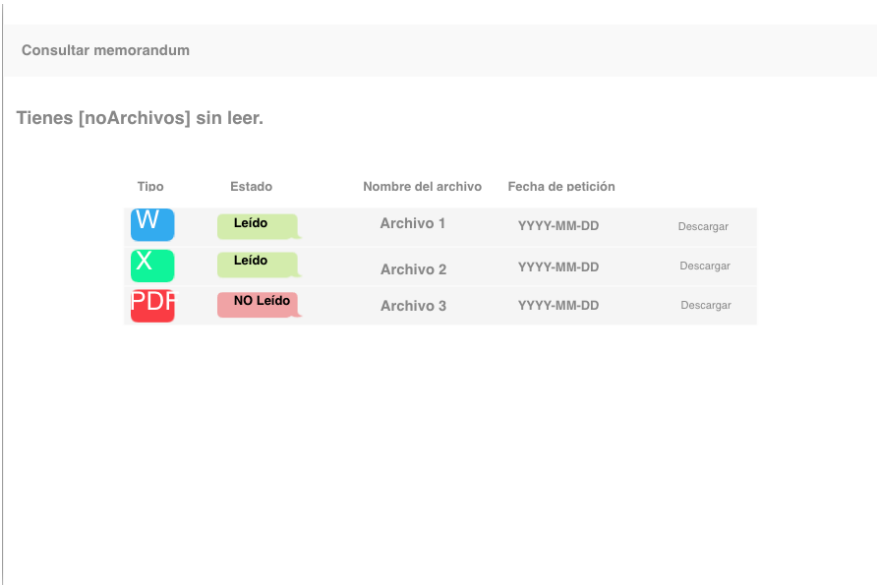 Consultar memorandum
Tienes [noArchivos] sin leer.
Tipo Estado Nombre del archivo Fecha de petición
W Leído Archivo 1 YYYY-MM-DD Descargar
X Leído Archivo 2 YYYY-MM-DD Descargar
PDF NO Leído Archivo 3 YYYY-MM-DD Descargar